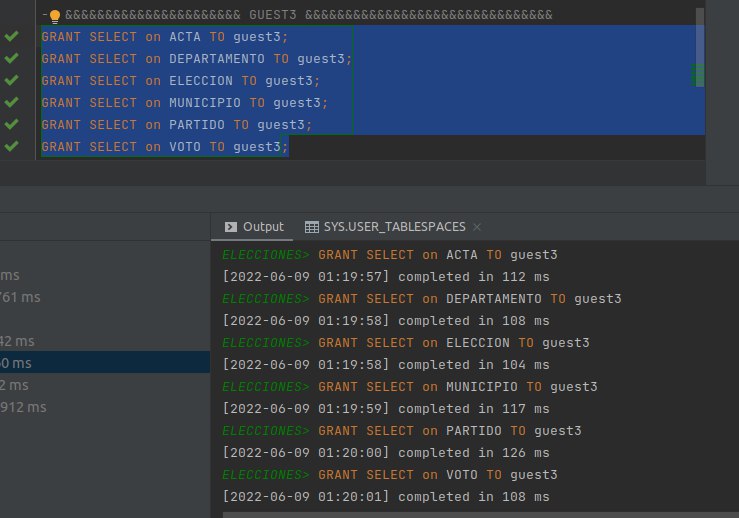 -- &&&&&&&&&&&&&&&&&&&&&& GUEST3 &&&&&&&&&&&&&&&&&&&&&&&&&&&&&&&
GRANT SELECT on ACTA TO guest3;
GRANT SELECT on DEPARTAMENTO TO guest3;
GRANT SELECT on ELECCION TO guest3;
GRANT SELECT on MUNICIPIO TO guest3;
GRANT SELECT on PARTIDO TO guest3;
GRANT SELECT on VOTO TO guest3;
Output
SYS.USER_TABLESPACES
ms
761 ms
42 ms
60 ms
2 ms
912 ms
ELECCIONES> GRANT SELECT on ACTA TO guest3
[2022-06-09 01:19:57] completed in 112 ms
ELECCIONES> GRANT SELECT on DEPARTAMENTO TO guest3
[2022-06-09 01:19:58] completed in 108 ms
ELECCIONES> GRANT SELECT on ELECCION TO guest3
[2022-06-09 01:19:58] completed in 104 ms
ELECCIONES> GRANT SELECT on MUNICIPIO TO guest3
[2022-06-09 01:19:59] completed in 117 ms
ELECCIONES> GRANT SELECT on PARTIDO TO guest3
[2022-06-09 01:20:00] completed in 126 ms
ELECCIONES> GRANT SELECT on VOTO TO guest3
[2022-06-09 01:20:01] completed in 108 ms